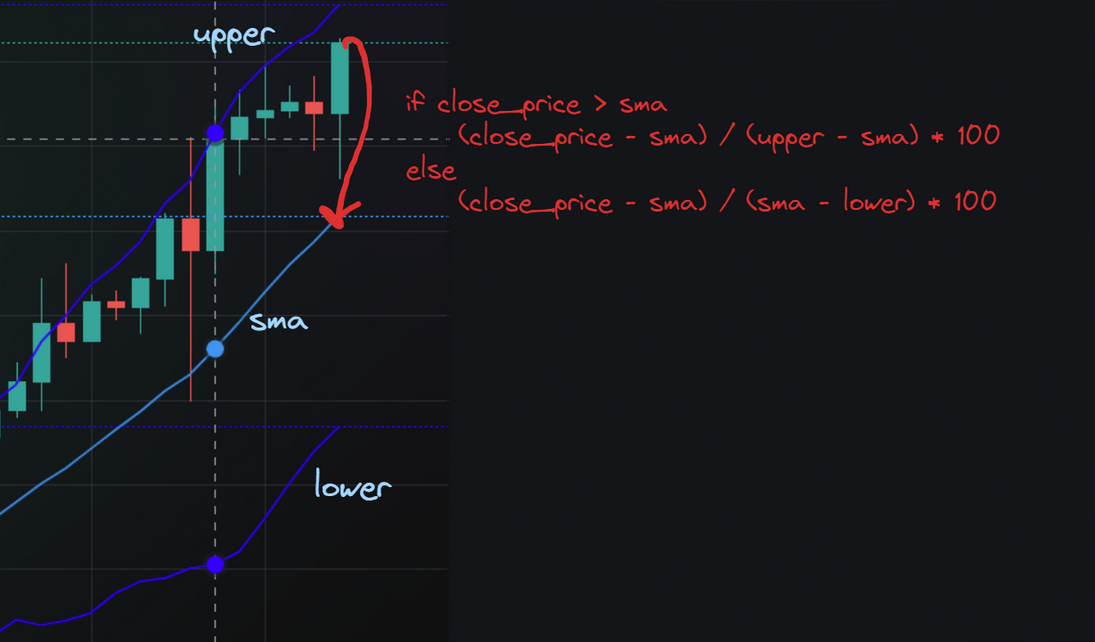 upper
if close_price > sma
(close_price - sma) / (upper - sma) * 100
else
(close_price - sma) / (sma - lower) * 100
sma
lower